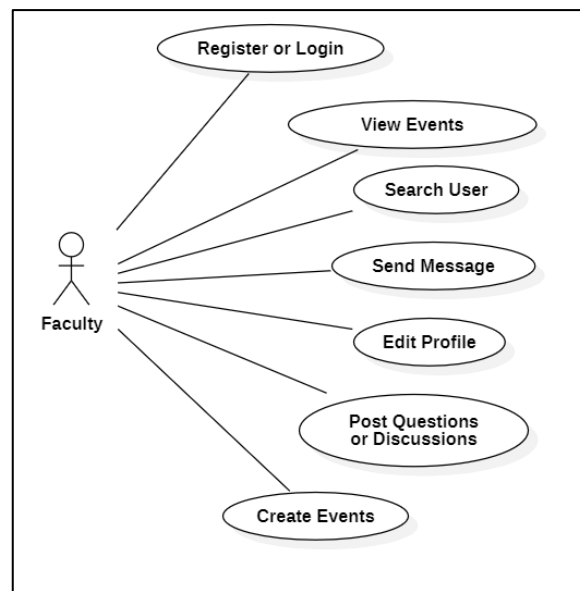 Register or Login
View Events
Search User
Send Message
Faculty
Edit Profile
Post Questions
or Discussions
Create Events